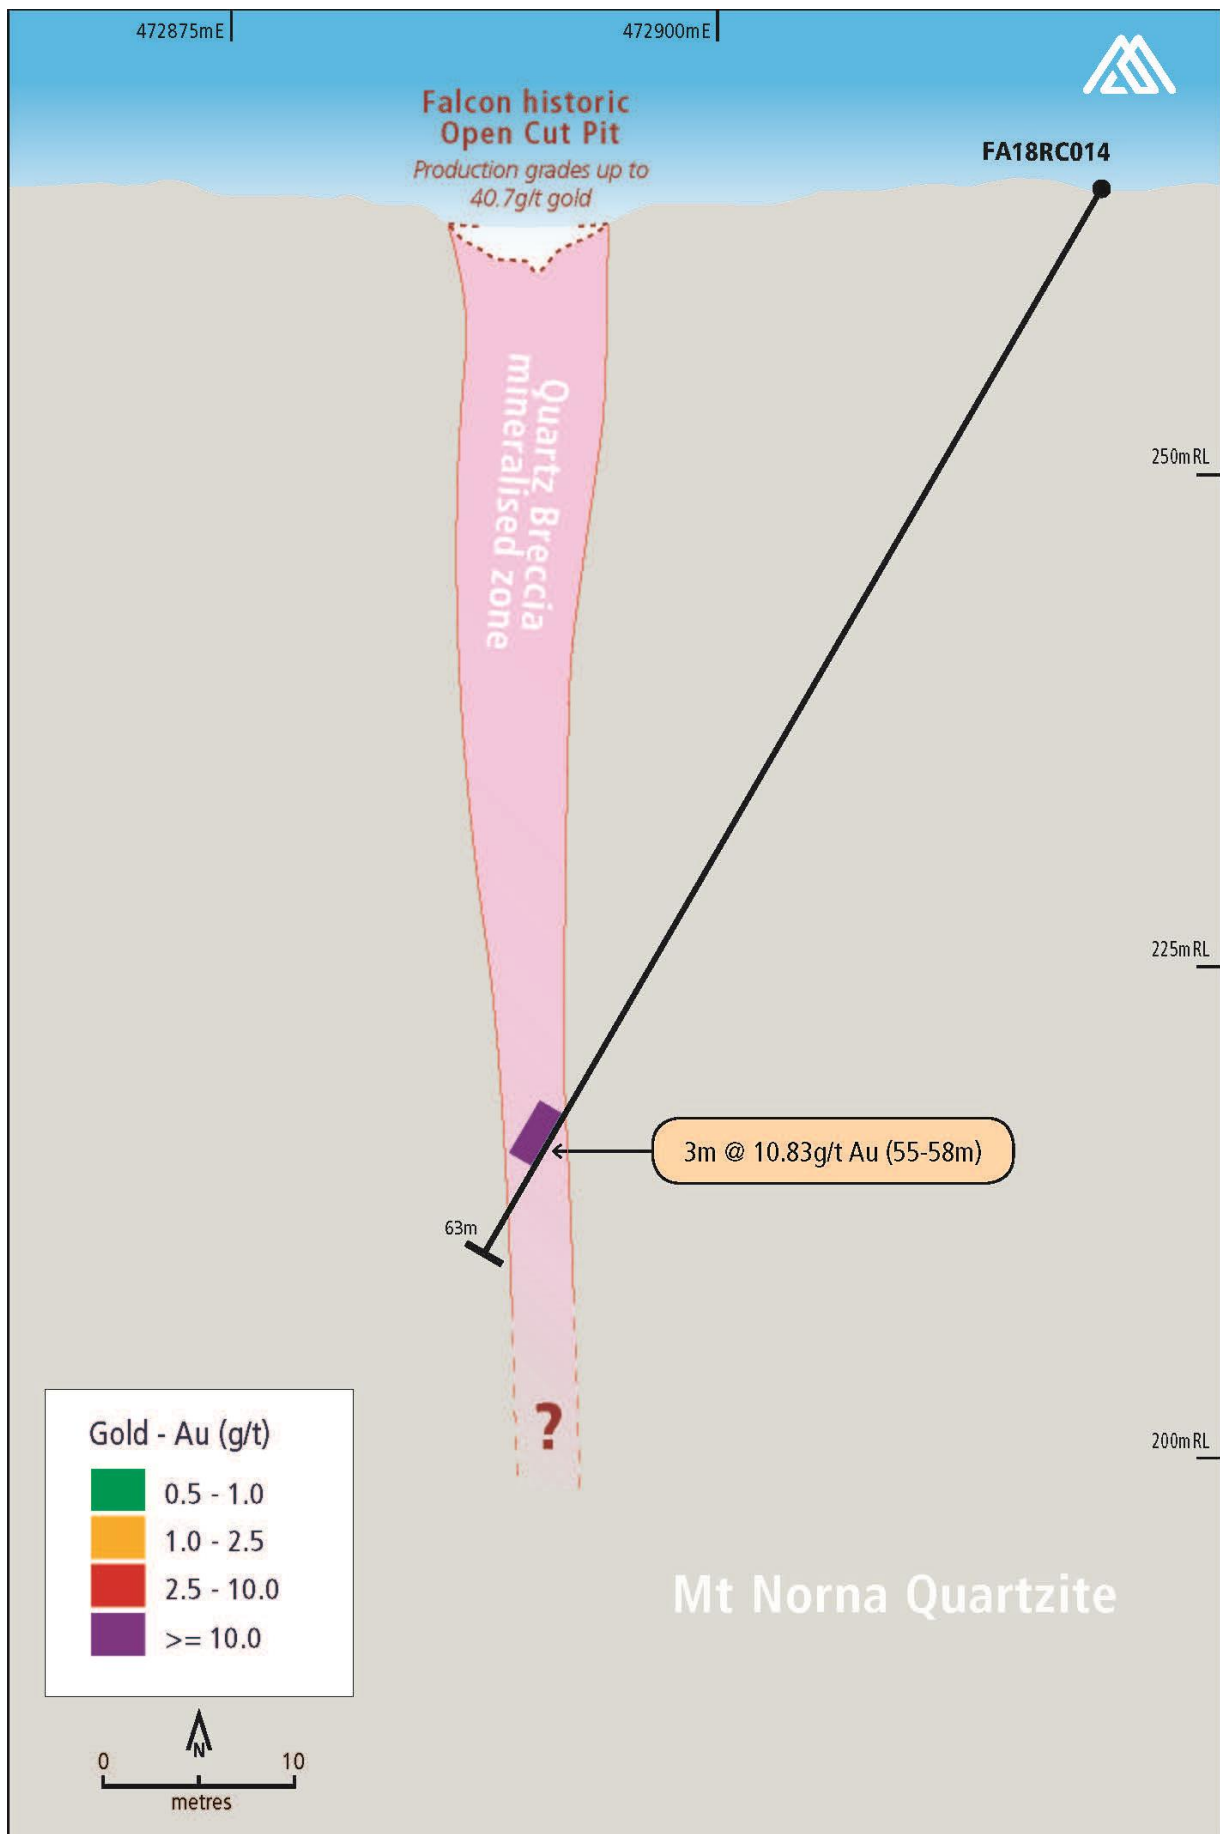 472875mE
472900mE
Falcon historic
Open Cut Pit
Production grades up to
40.7g/t gold
FA18RC014
Quartz Breccia
mineralised zone
250mRL
225mRL
3m @ 10.83g/t Au (55-58m)
63m
?
200mRL
Gold - Au (g/t)
0.5 - 1.0
1.0 - 2.5
2.5 - 10.0
>= 10.0
Mt Norna Quartzite
N
0 10
metres